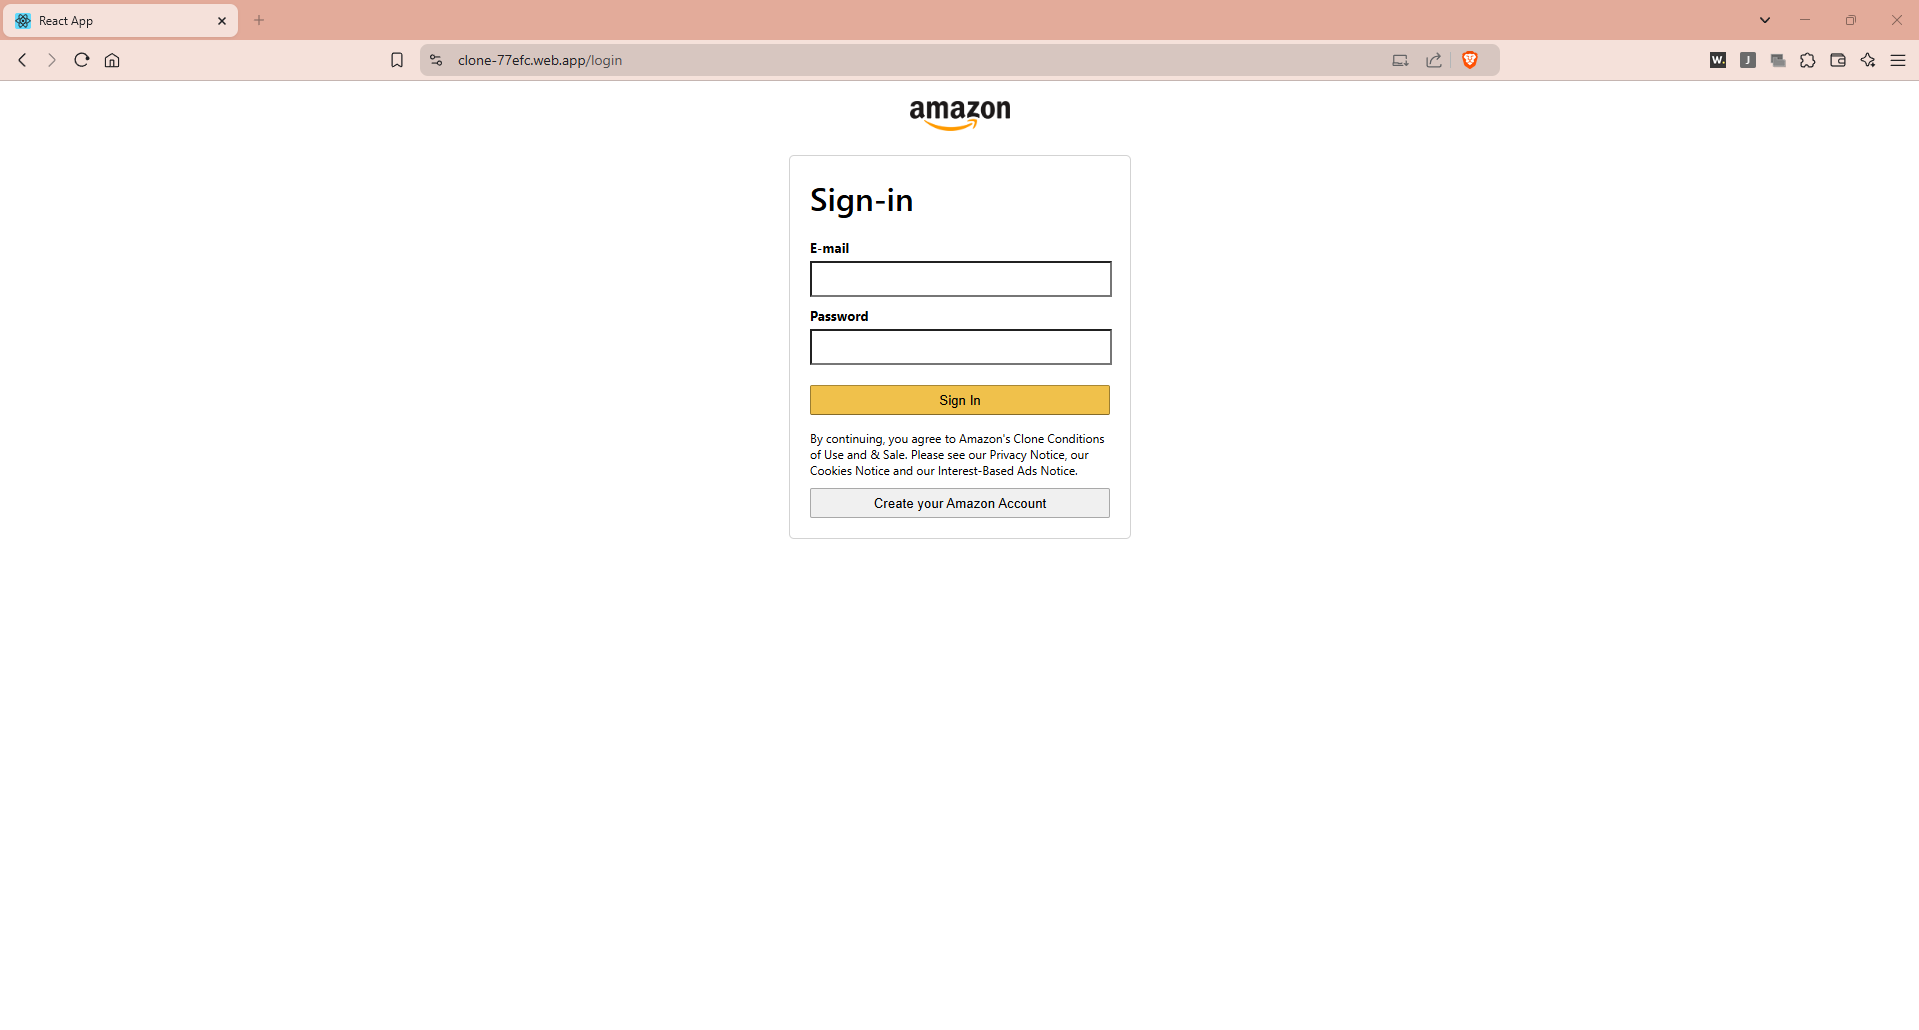 React App
clone-77efc.web.app/login
W.
J
amazon
Sign-in
E-mail
Password
Sign In
By continuing, you agree to Amazon's Clone Conditions
of Use and & Sale. Please see our Privacy Notice, our
Cookies Notice and our Interest-Based Ads Notice.
Create your Amazon Account